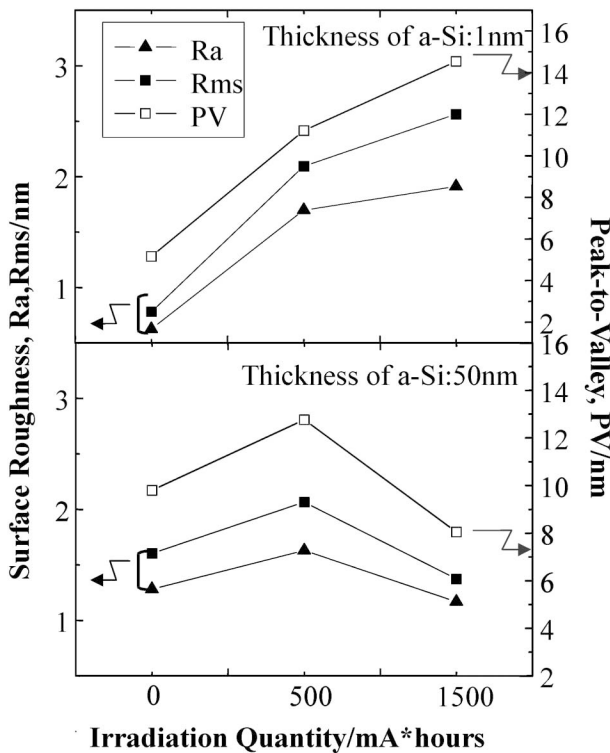 Thickness of a-Si:1nm
Ra
Rms
PV
3
2
1
16
14
12
10
8
6
4
2
Thickness of a-Si:50nm
3
2
1
16
14
12
10
8
6
4
2
0 500 1500
Surface Roughness, Ra,Rms/nm
Peak-to-Valley, PV/nm
Irradiation Quantity/mA*hours